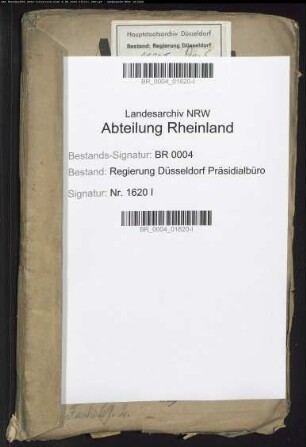 Hauptstaatsarchiv Düsseldorf
Bestand: Regierung Düsseldorf
BR_0004_01620-I
Landesarchiv NRW
Abteilung Rheinland
Bestands-Signatur: BR 0004
Bestand: Regierung Düsseldorf Präsidialbüro
Signatur: Nr. 1620 I
BR_0004_01620-I